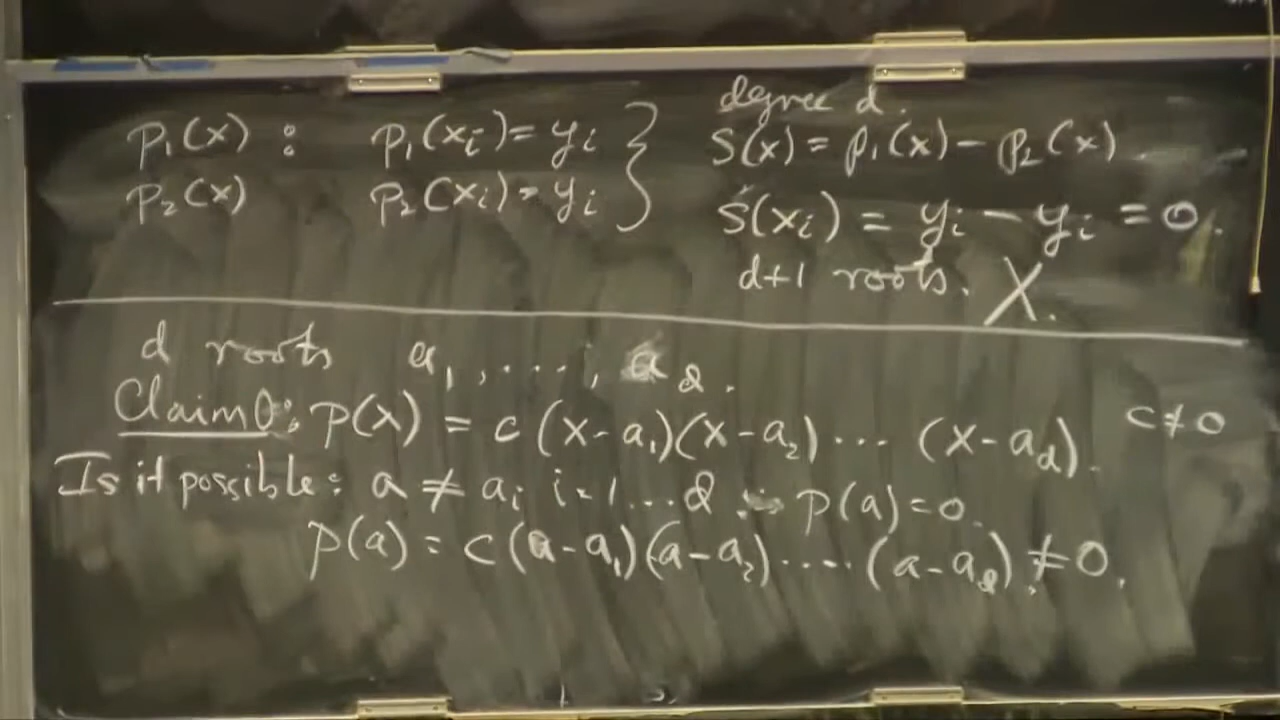 p₁(x) : p₁(xᵢ) = yᵢ }
p₂(x) p₂(xᵢ) = yᵢ
degree d.
S(x) = p₁(x) - p₂(x)
S(xᵢ) = yᵢ - yᵢ = 0.
d+1 roots. X.
d roots a₁, ...., a_d.
Claim 0: p(x) = c (x-a₁)(x-a₂) ... (x-a_d). c≠0
Is it possible: a ≠ aᵢ i=1...d p(a)=0.
p(a) = c(a-a₁)(a-a₂)....(a-a_d) ≠ 0.